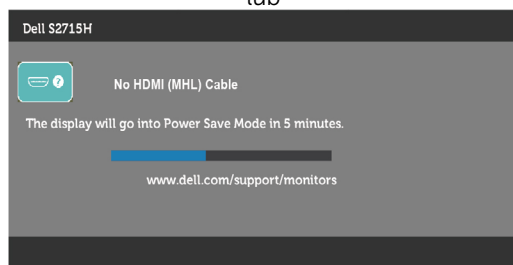 lub
Dell S2715H
No HDMI (MHL) Cable
The display will go into Power Save Mode in 5 minutes.
www.dell.com/support/monitors